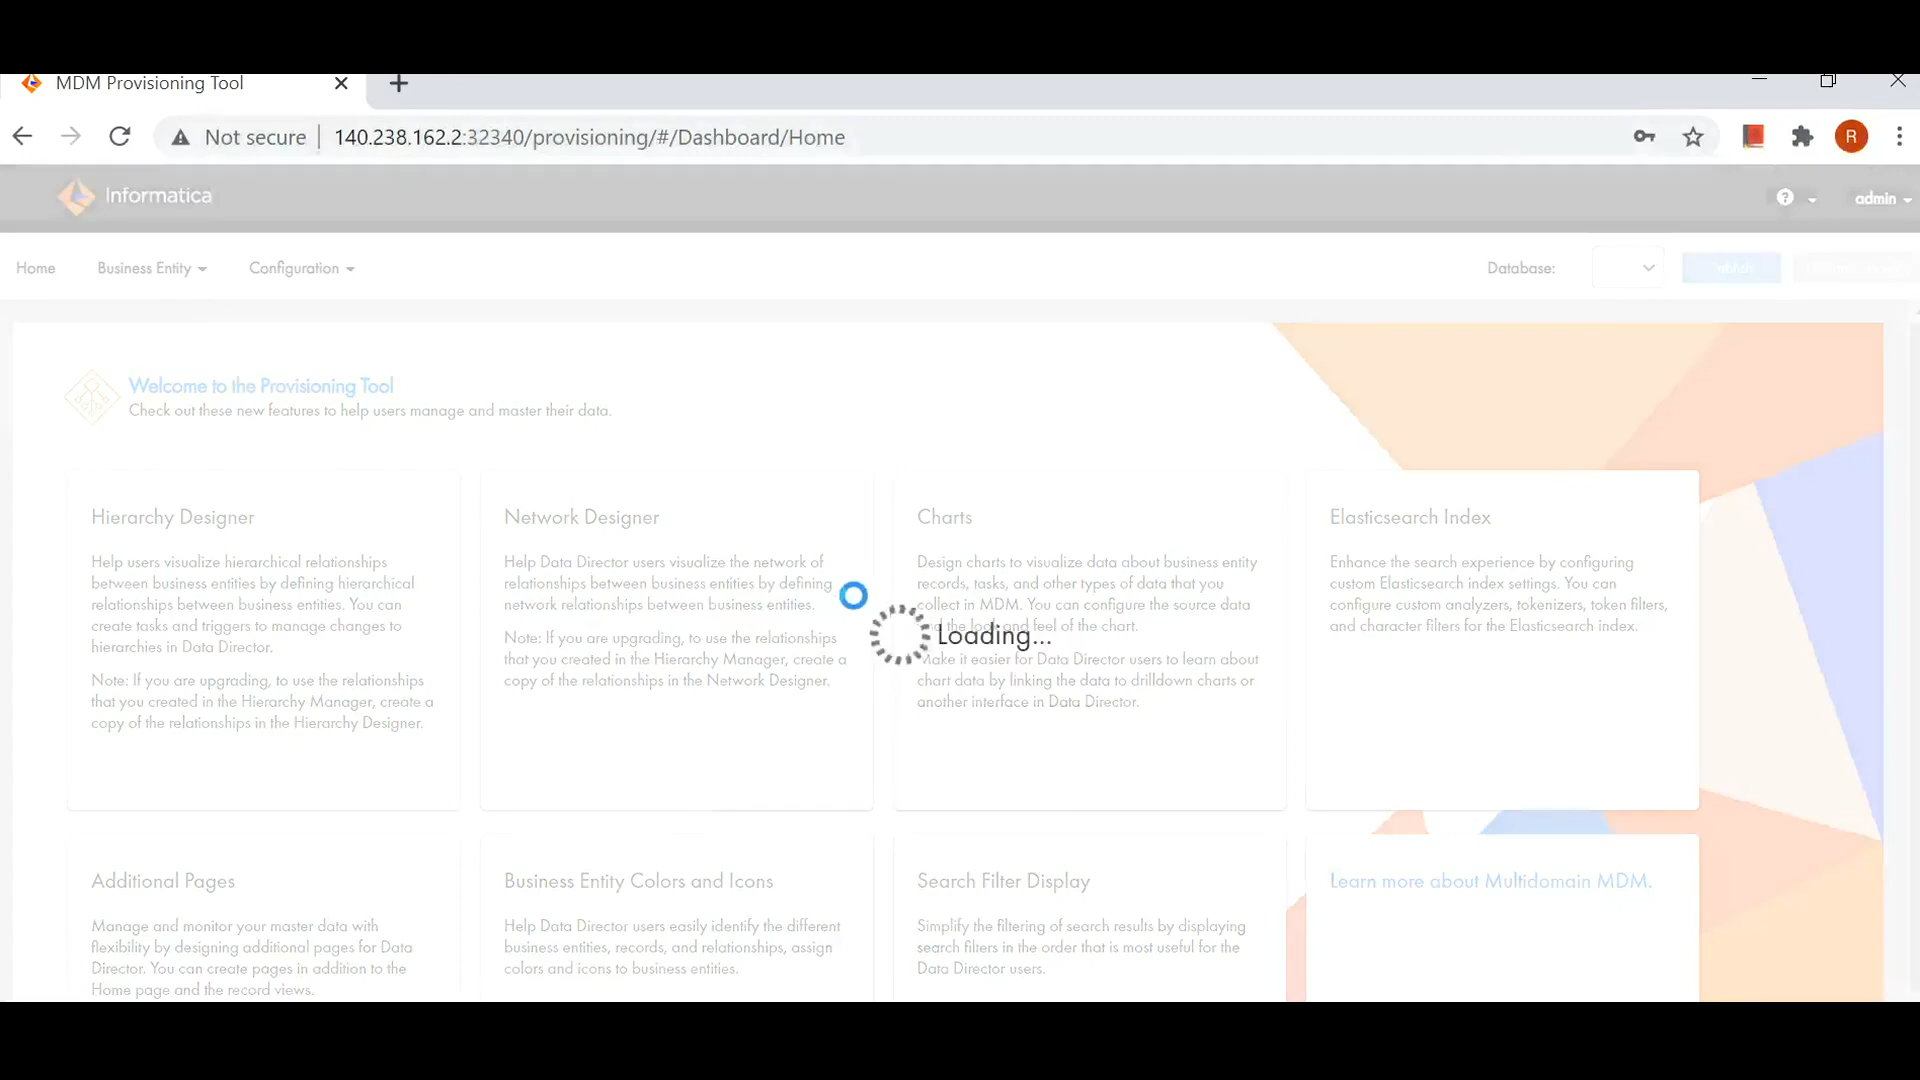 MDM Provisioning Tool
Not secure
140.238.162.2:32340/provisioning/#/Dashboard/Home
R
Informatica
?
admin
Home
Business Entity
Configuration
Database:
Publish
Welcome to the Provisioning Tool
Check out these new features to help users manage and master their data.
Hierarchy Designer
Help users visualize hierarchical relationships
between business entities by defining hierarchical
relationships between business entities. You can
create tasks and triggers to manage changes to
hierarchies in Data Director.
Note: If you are upgrading, to use the relationships
that you created in the Hierarchy Manager, create a
copy of the relationships in the Hierarchy Designer.
Network Designer
Help Data Director users visualize the network of
relationships between business entities by defining
network relationships between business entities.
Note: If you are upgrading, to use the relationships
that you created in the Hierarchy Manager, create a
copy of the relationships in the Network Designer.
Charts
Design charts to visualize data about business entity
records, tasks, and other types of data that you
collect in MDM. You can configure the source data
and the look and feel of the chart.
Make it easier for Data Director users to learn about
chart data by linking the data to drilldown charts or
another interface in Data Director.
Loading...
Elasticsearch Index
Enhance the search experience by configuring
custom Elasticsearch index settings. You can
configure custom analyzers, tokenizers, token filters,
and character filters for the Elasticsearch index.
Additional Pages
Manage and monitor your master data with
flexibility by designing additional pages for Data
Director. You can create pages in addition to the
Home page and the record views.
Business Entity Colors and Icons
Help Data Director users easily identify the different
business entities, records, and relationships, assign
colors and icons to business entities.
Search Filter Display
Simplify the filtering of search results by displaying
search filters in the order that is most useful for the
Data Director users.
Learn more about Multidomain MDM.